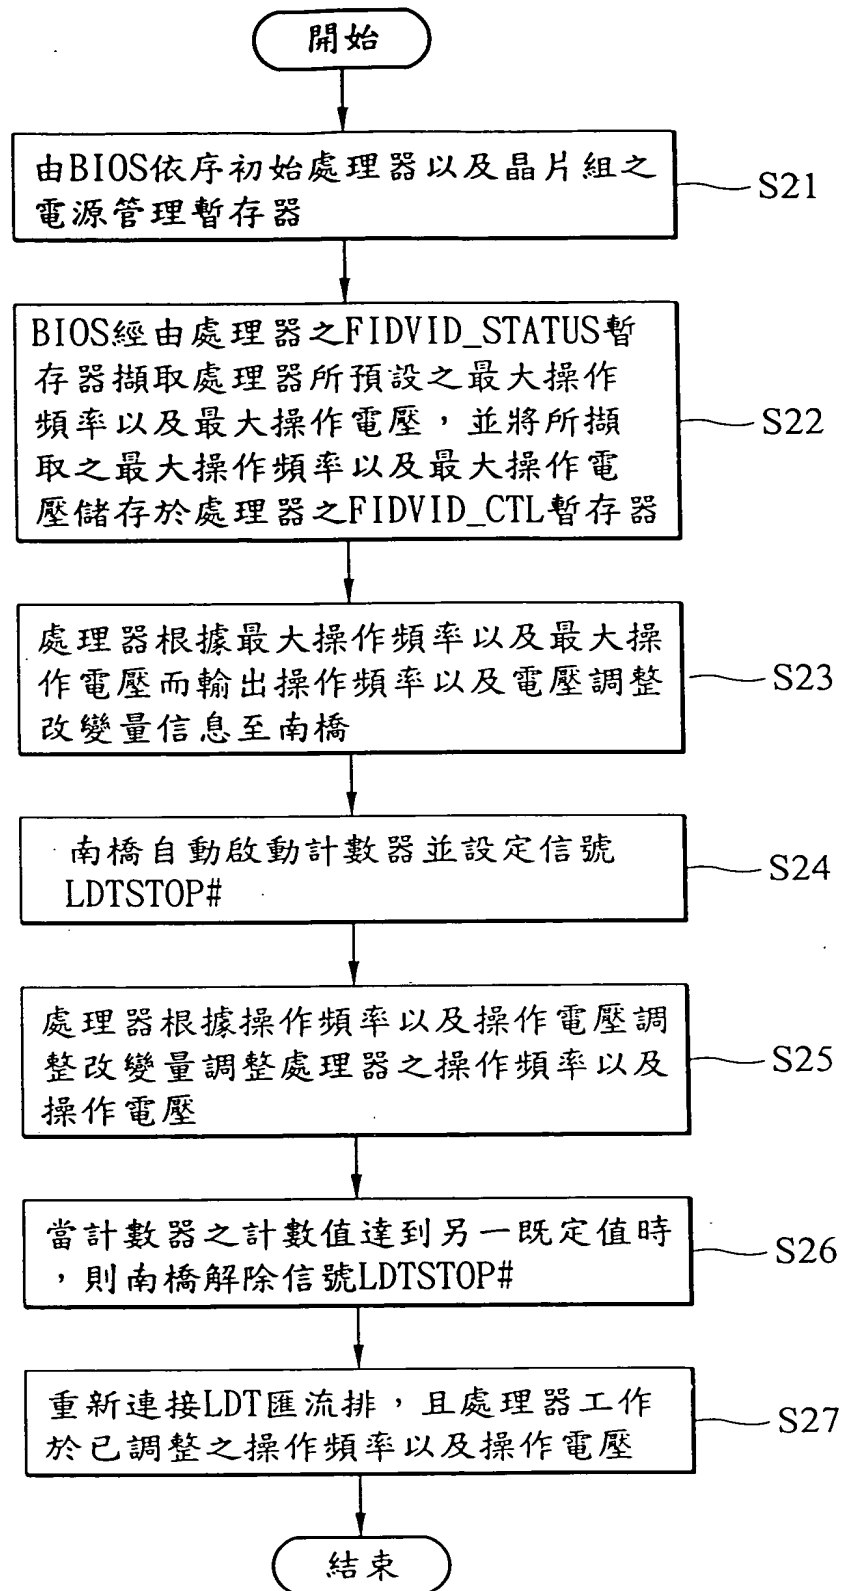 開始
由BIOS依序初始處理器以及晶片組之
電源管理暫存器
S21
BIOS經由處理器之FIDVID_STATUS暫
存器擷取處理器所預設之最大操作
頻率以及最大操作電壓，並將所擷
取之最大操作頻率以及最大操作電
壓儲存於處理器之FIDVID_CTL暫存器
S22
處理器根據最大操作頻率以及最大操
作電壓而輸出操作頻率以及電壓調整
改變量信息至南橋
S23
南橋自動啟動計數器並設定信號
LDTSTOP#
S24
處理器根據操作頻率以及操作電壓調
整改變量調整處理器之操作頻率以及
操作電壓
S25
當計數器之計數值達到另一既定值時
，則南橋解除信號LDTSTOP#
S26
重新連接LDT匯流排，且處理器工作
於已調整之操作頻率以及操作電壓
S27
結束